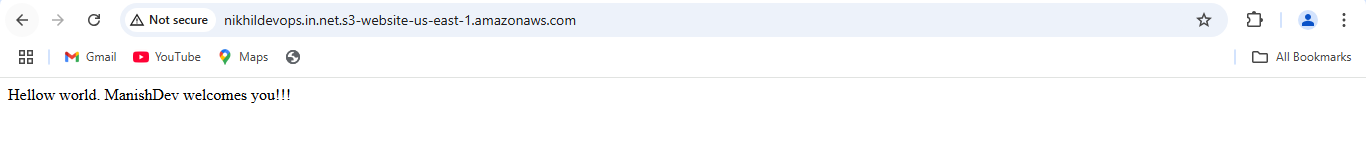 Not secure nikhildevops.in.net.s3-website-us-east-1.amazonaws.com
Gmail YouTube Maps All Bookmarks
Hellow world. ManishDev welcomes you!!!